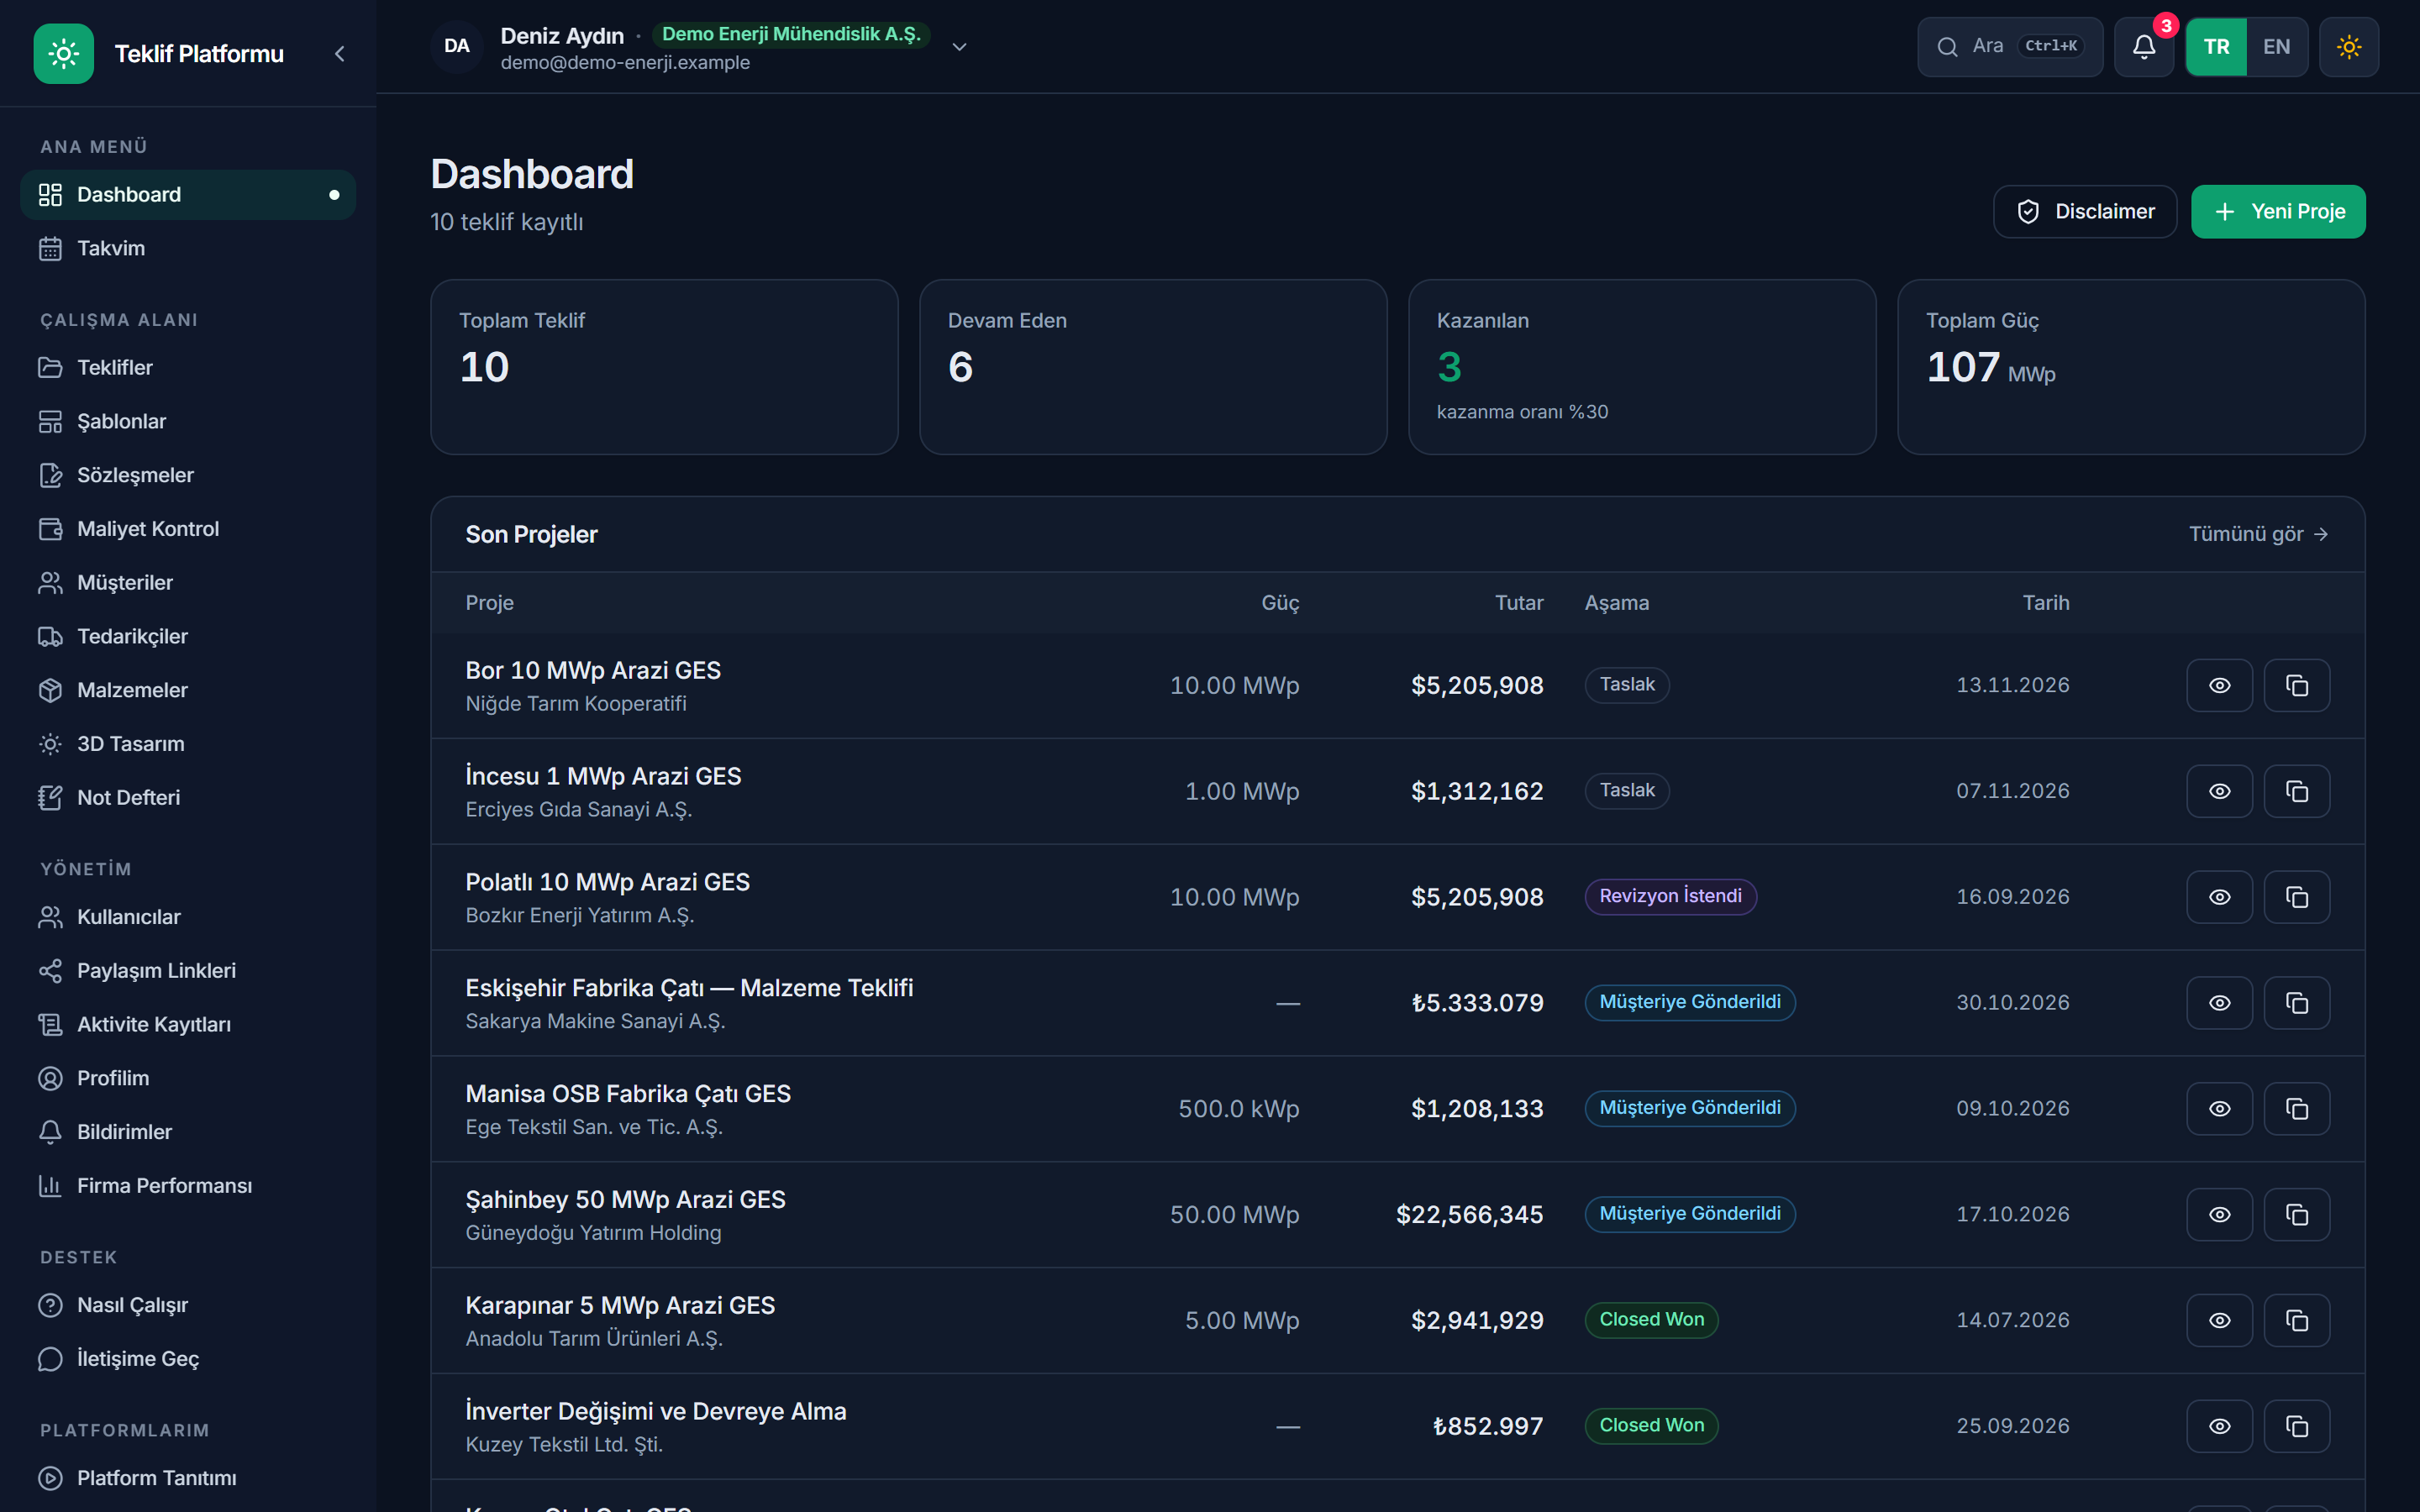 Teklif Platformu
ANA MENÜ
Dashboard
Takvim
ÇALIŞMA ALANI
Teklifler
Şablonlar
Sözleşmeler
Maliyet Kontrol
Müşteriler
Tedarikçiler
Malzemeler
3D Tasarım
Not Defteri
YÖNETİM
Kullanıcılar
Paylaşım Linkleri
Aktivite Kayıtları
Profilim
Bildirimler
Firma Performansı
DESTEK
Nasıl Çalışır
İletişime Geç
PLATFORMLARIM
Platform Tanıtımı
DA
Deniz Aydın · Demo Enerji Mühendislik A.Ş.
demo@demo-enerji.example
Ara Ctrl+K
3
TR EN
Dashboard
10 teklif kayıtlı
Disclaimer
Yeni Proje
Toplam Teklif
10
Devam Eden
6
Kazanılan
3
kazanma oranı %30
Toplam Güç
107 MWp
Son Projeler
Tümünü gör →
Proje Güç Tutar Aşama Tarih
Bor 10 MWp Arazi GES
Niğde Tarım Kooperatifi
10.00 MWp $5,205,908 Taslak 13.11.2026
İncesu 1 MWp Arazi GES
Erciyes Gıda Sanayi A.Ş.
1.00 MWp $1,312,162 Taslak 07.11.2026
Polatlı 10 MWp Arazi GES
Bozkır Enerji Yatırım A.Ş.
10.00 MWp $5,205,908 Revizyon İstendi 16.09.2026
Eskişehir Fabrika Çatı — Malzeme Teklifi
Sakarya Makine Sanayi A.Ş.
— ₺5.333.079 Müşteriye Gönderildi 30.10.2026
Manisa OSB Fabrika Çatı GES
Ege Tekstil San. ve Tic. A.Ş.
500.0 kWp $1,208,133 Müşteriye Gönderildi 09.10.2026
Şahinbey 50 MWp Arazi GES
Güneydoğu Yatırım Holding
50.00 MWp $22,566,345 Müşteriye Gönderildi 17.10.2026
Karapınar 5 MWp Arazi GES
Anadolu Tarım Ürünleri A.Ş.
5.00 MWp $2,941,929 Closed Won 14.07.2026
İnverter Değişimi ve Devreye Alma
Kuzey Tekstil Ltd. Şti.
— ₺852.997 Closed Won 25.09.2026